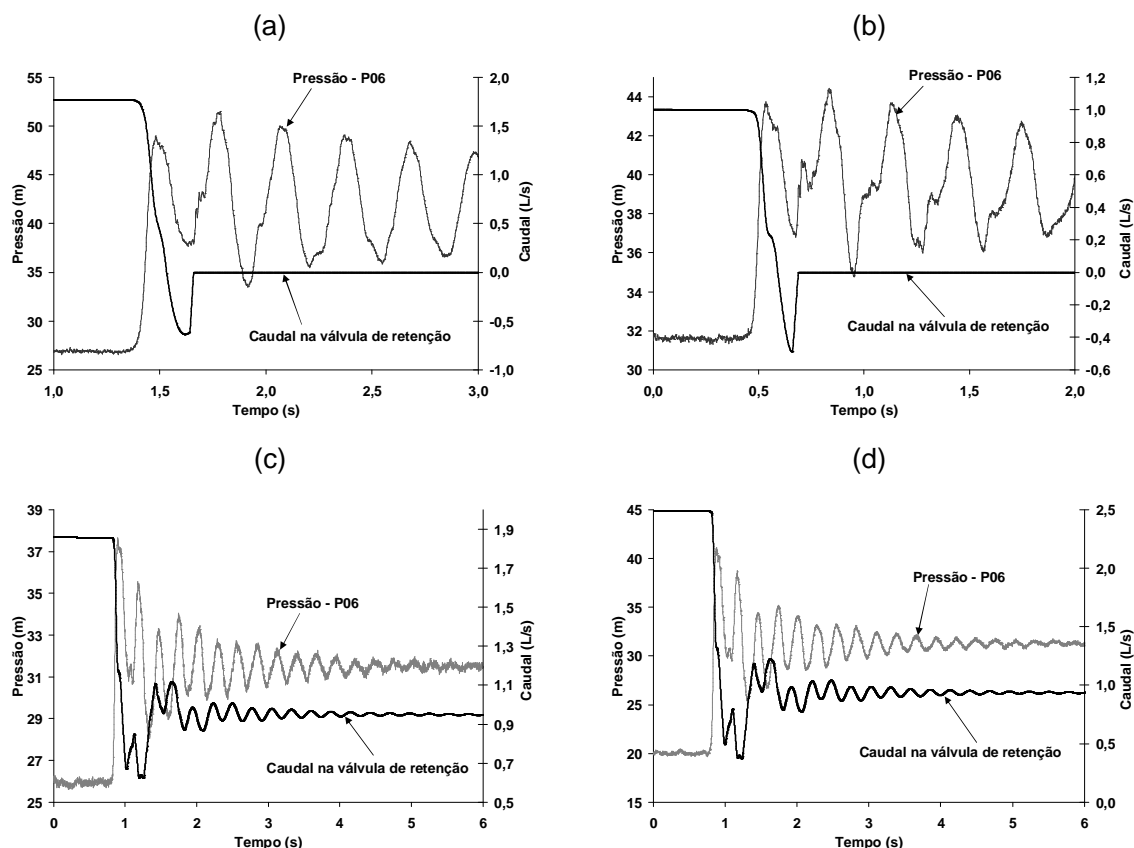 (a)
Pressão - P06
Caudal na válvula de retenção
Pressão (m)
Caudal (L/s)
Tempo (s)
55
50
45
40
35
30
25
2,0
1,5
1,0
0,5
0,0
-0,5
-1,0
1,0 1,5 2,0 2,5 3,0
(b)
Pressão - P06
Caudal na válvula de retenção
Pressão (m)
Caudal (L/s)
Tempo (s)
44
42
40
38
36
34
32
30
1,2
1,0
0,8
0,6
0,4
0,2
0,0
-0,2
-0,4
-0,6
0,0 0,5 1,0 1,5 2,0
(c)
Pressão - P06
Caudal na válvula de retenção
Pressão (m)
Caudal (L/s)
Tempo (s)
39
37
35
33
31
29
27
25
1,9
1,7
1,5
1,3
1,1
0,9
0,7
0,5
0 1 2 3 4 5 6
(d)
Pressão - P06
Caudal na válvula de retenção
Pressão (m)
Caudal (L/s)
Tempo (s)
45
40
35
30
25
20
15
2,5
2,0
1,5
1,0
0,5
0,0
0 1 2 3 4 5 6